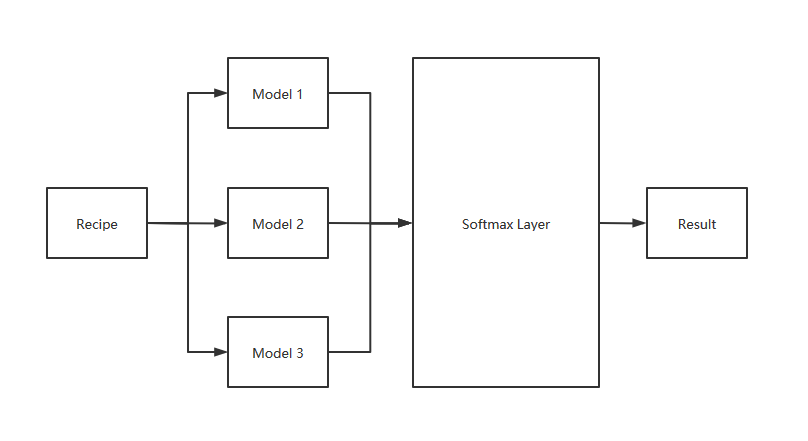 Model 1
Recipe
Model 2
Softmax Layer
Result
Model 3